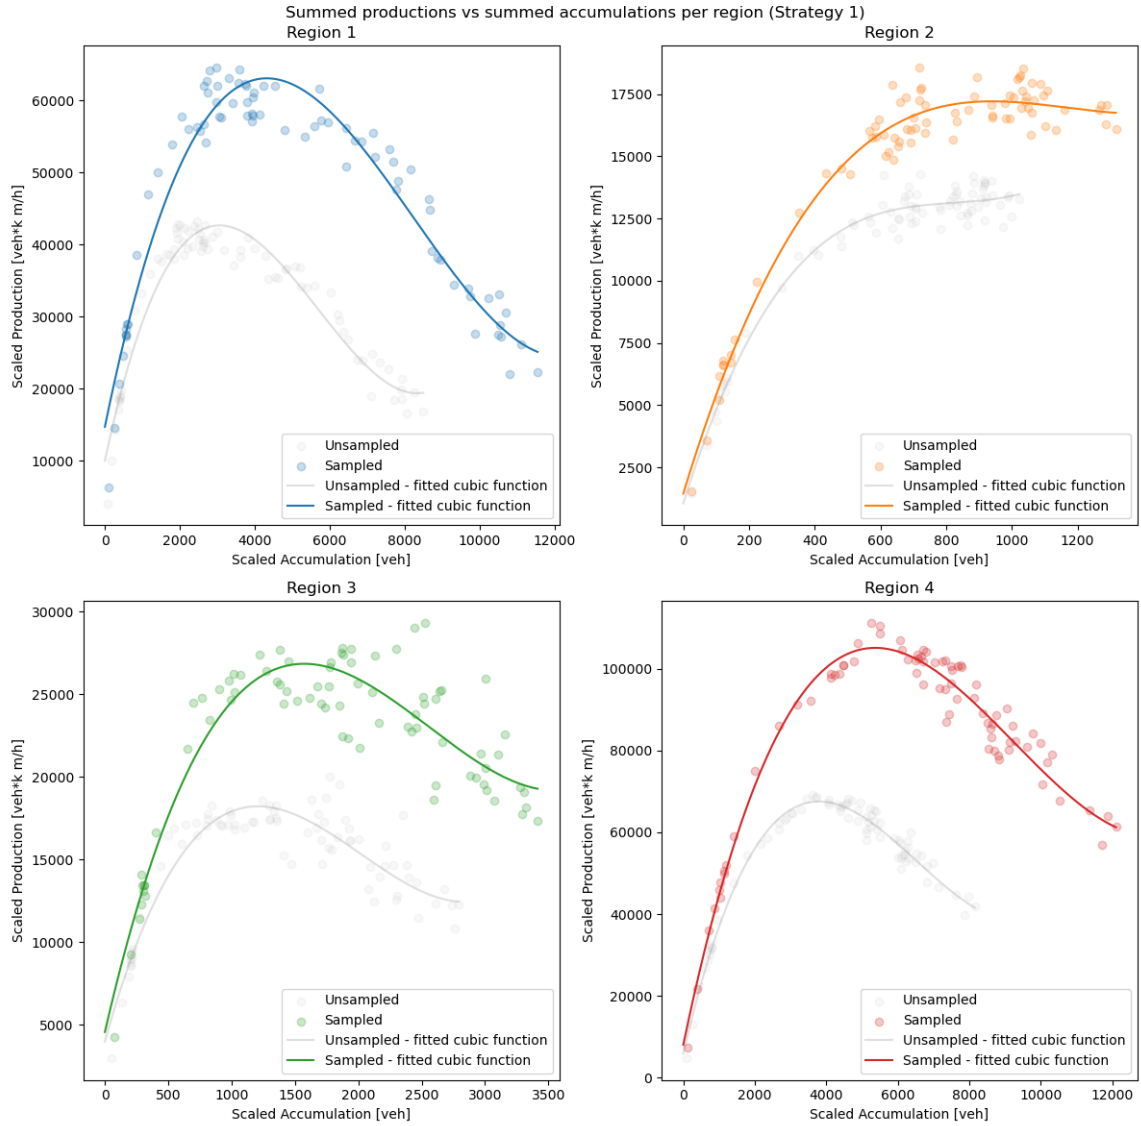 Summed productions vs summed accumulations per region (Strategy 1)
Region 1
60000
50000
40000
30000
20000
10000
Scaled Production [veh*k m/h]
0 2000 4000 6000 8000 10000 12000
Scaled Accumulation [veh]
Unsampled
Sampled
Unsampled - fitted cubic function
Sampled - fitted cubic function
Region 2
17500
15000
12500
10000
7500
5000
2500
Scaled Production [veh*k m/h]
0 200 400 600 800 1000 1200
Scaled Accumulation [veh]
Unsampled
Sampled
Unsampled - fitted cubic function
Sampled - fitted cubic function
Region 3
30000
25000
20000
15000
10000
5000
Scaled Production [veh*k m/h]
0 500 1000 1500 2000 2500 3000 3500
Scaled Accumulation [veh]
Unsampled
Sampled
Unsampled - fitted cubic function
Sampled - fitted cubic function
Region 4
100000
80000
60000
40000
20000
0
Scaled Production [veh*k m/h]
0 2000 4000 6000 8000 10000 12000
Scaled Accumulation [veh]
Unsampled
Sampled
Unsampled - fitted cubic function
Sampled - fitted cubic function